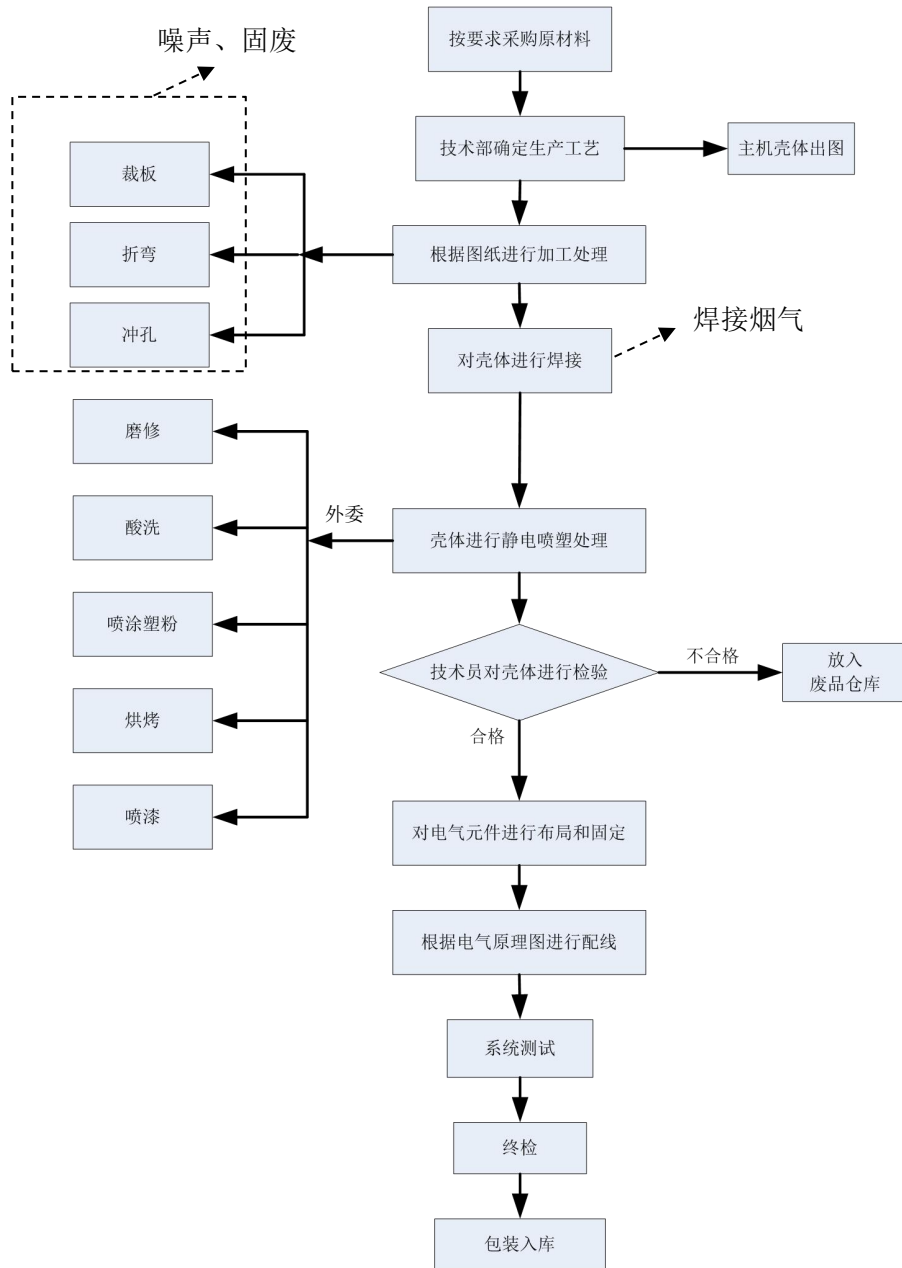 噪声、固废
按要求采购原材料
技术部确定生产工艺
主机壳体出图
裁板
折弯
根据图纸进行加工处理
冲孔
焊接烟气
对壳体进行焊接
磨修
酸洗
外委
壳体进行静电喷塑处理
喷涂塑粉
技术员对壳体进行检验
不合格
放入
废品仓库
烘烤
合格
喷漆
对电气元件进行布局和固定
根据电气原理图进行配线
系统测试
终检
包装入库